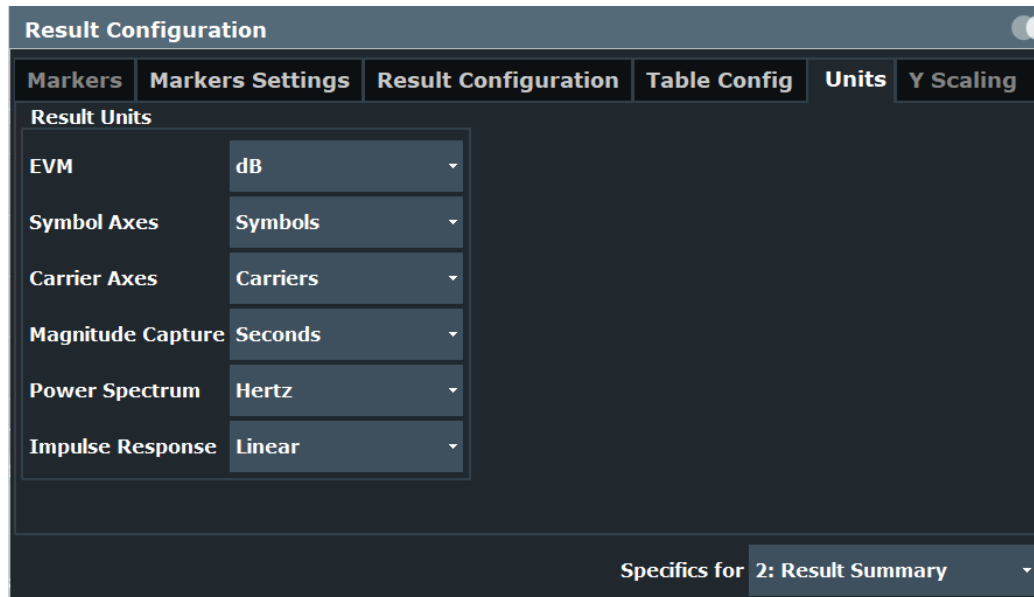 Result Configuration
Markers Markers Settings Result Configuration Table Config Units Y Scaling
Result Units
EVM dB
Symbol Axes Symbols
Carrier Axes Carriers
Magnitude Capture Seconds
Power Spectrum Hertz
Impulse Response Linear
Specifics for 2: Result Summary